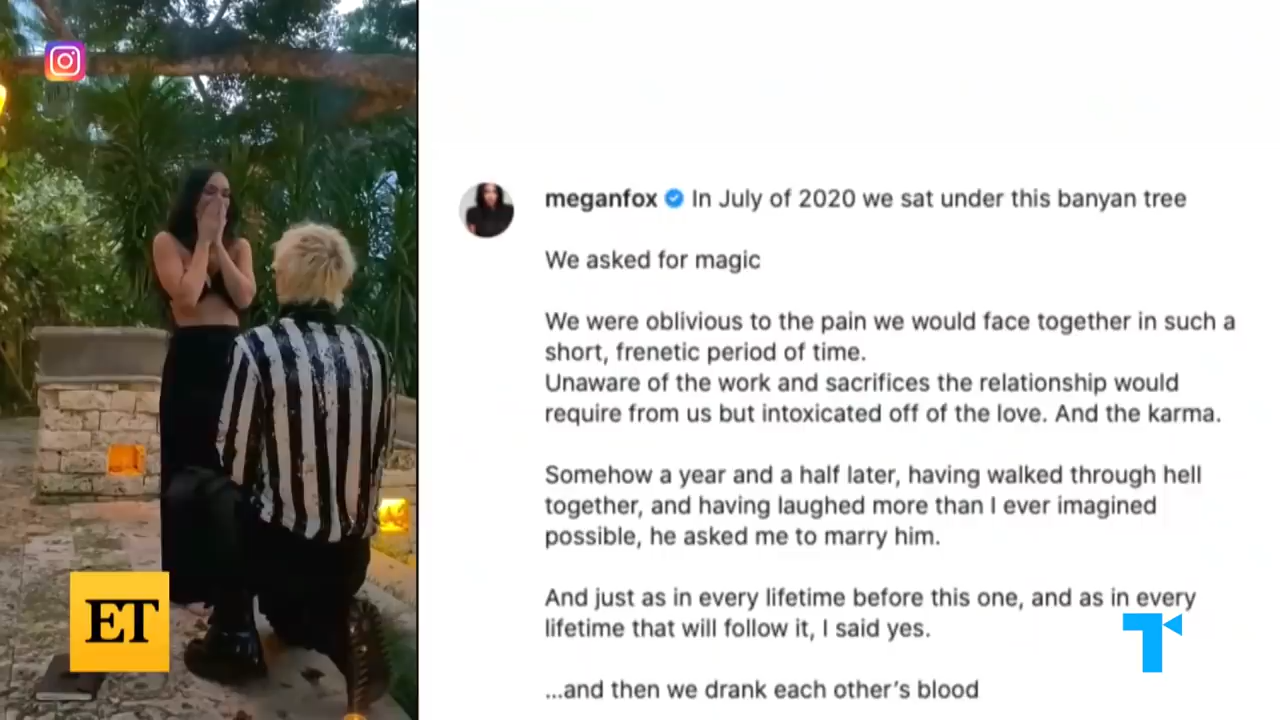 meganfox In July of 2020 we sat under this banyan tree
We asked for magic
We were oblivious to the pain we would face together in such a
short, frenetic period of time.
Unaware of the work and sacrifices the relationship would
require from us but intoxicated off of the love. And the karma.
Somehow a year and a half later, having walked through hell
together, and having laughed more than I ever imagined
possible, he asked me to marry him.
And just as in every lifetime before this one, and as in every
lifetime that will follow it, I said yes.
...and then we drank each other’s blood
ET
T